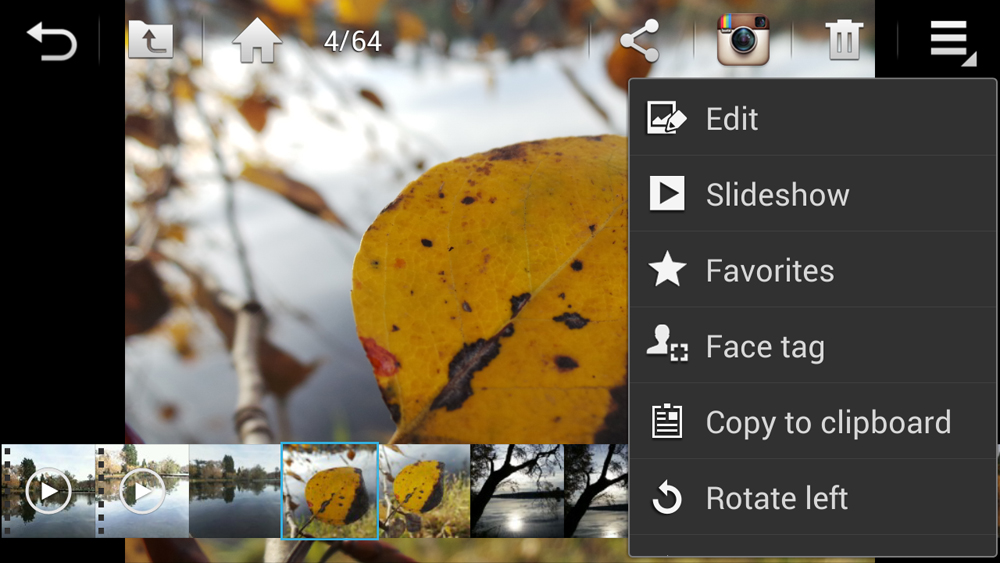 4/64
Edit
Slideshow
Favorites
Face tag
Copy to clipboard
Rotate left